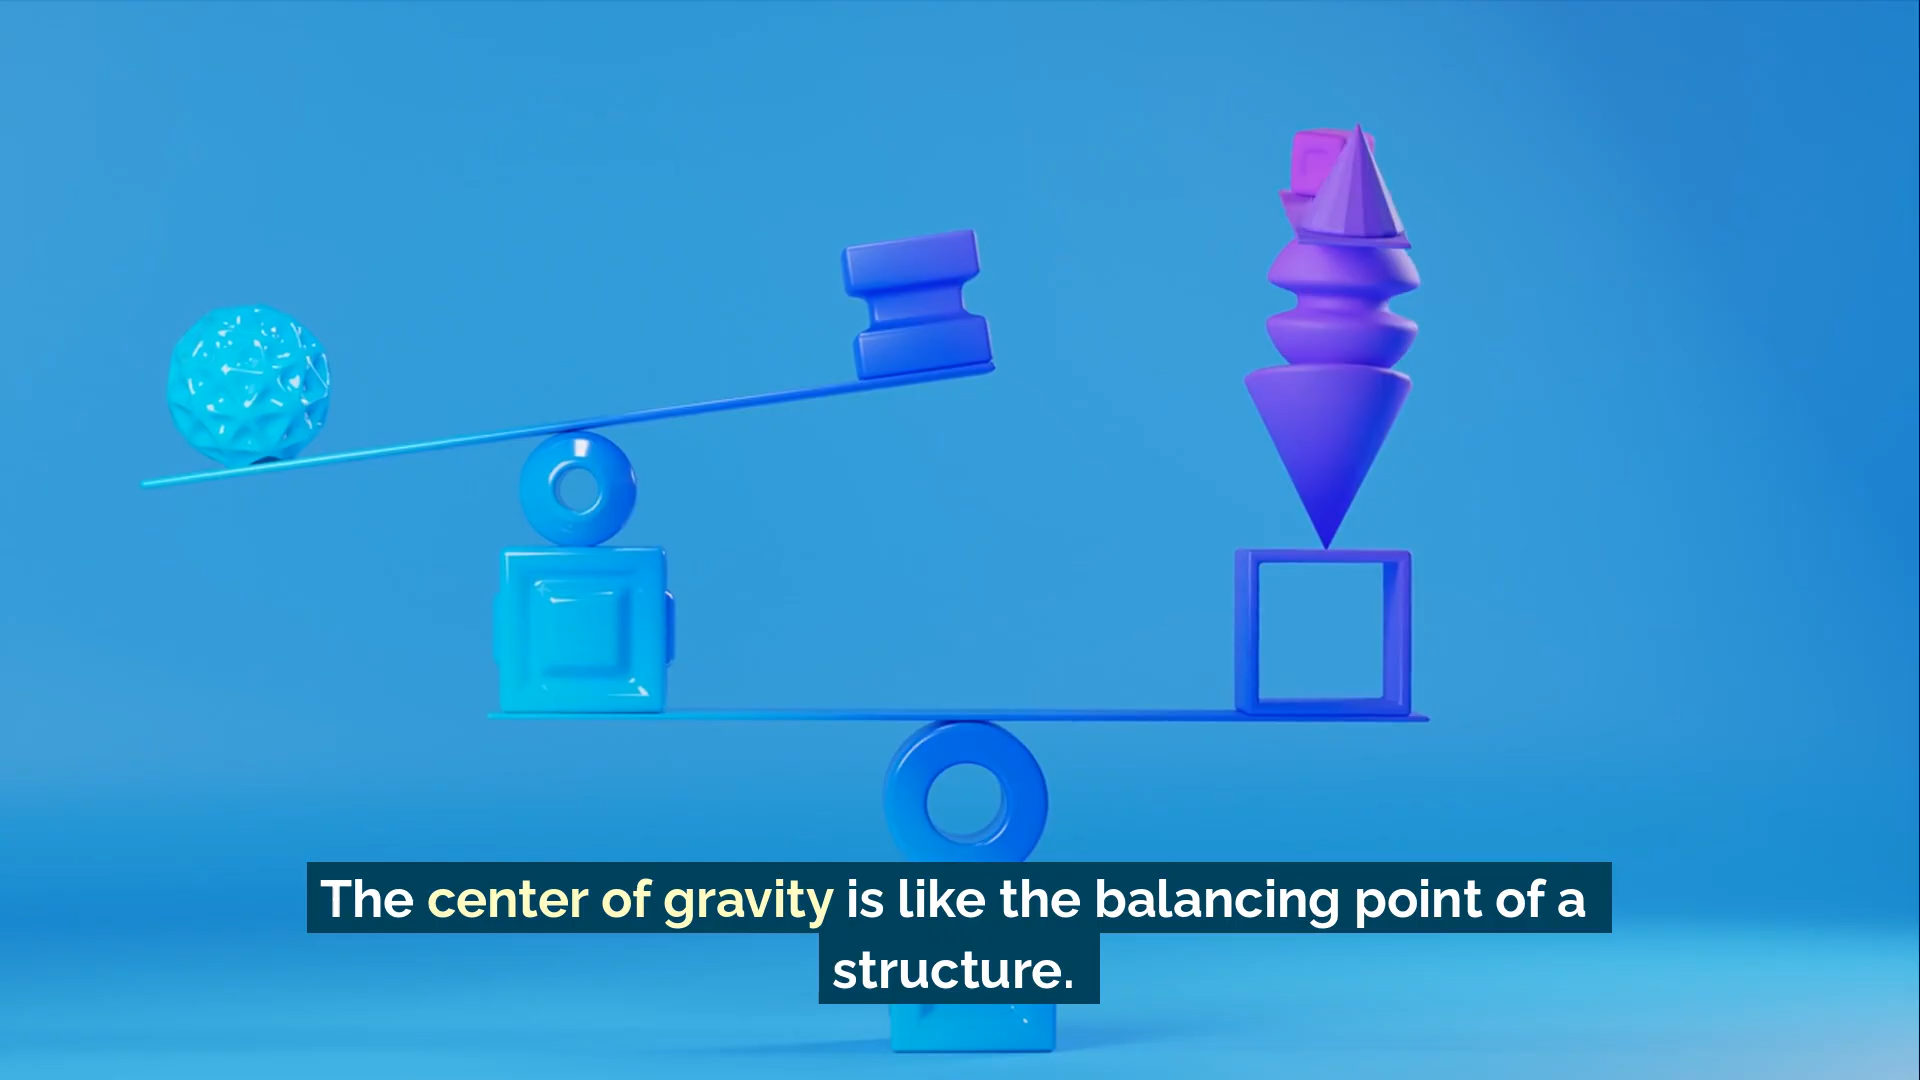 The center of gravity is like the balancing point of a
structure.